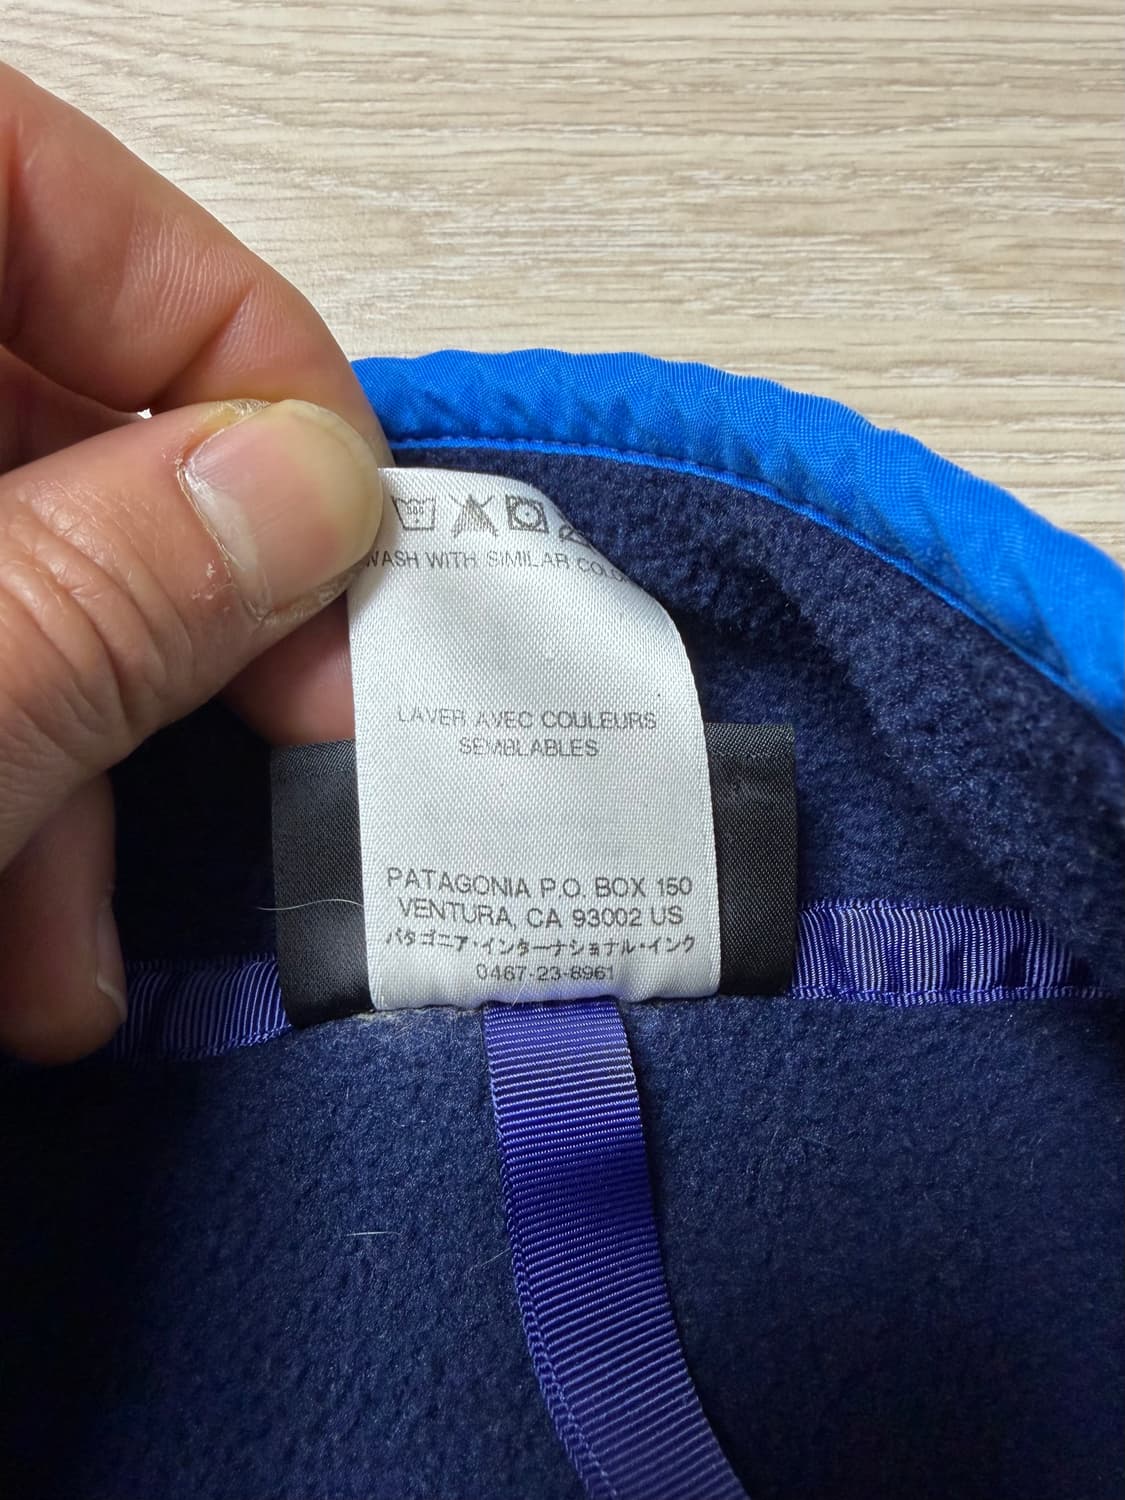 WASH WITH SIMILAR COLO
LAVER AVEC COULEURS
SEMBLABLES
PATAGONIA P.O. BOX 150
VENTURA, CA 93002 US
パタゴニア・インターナショナル・インク
0467-23-8961